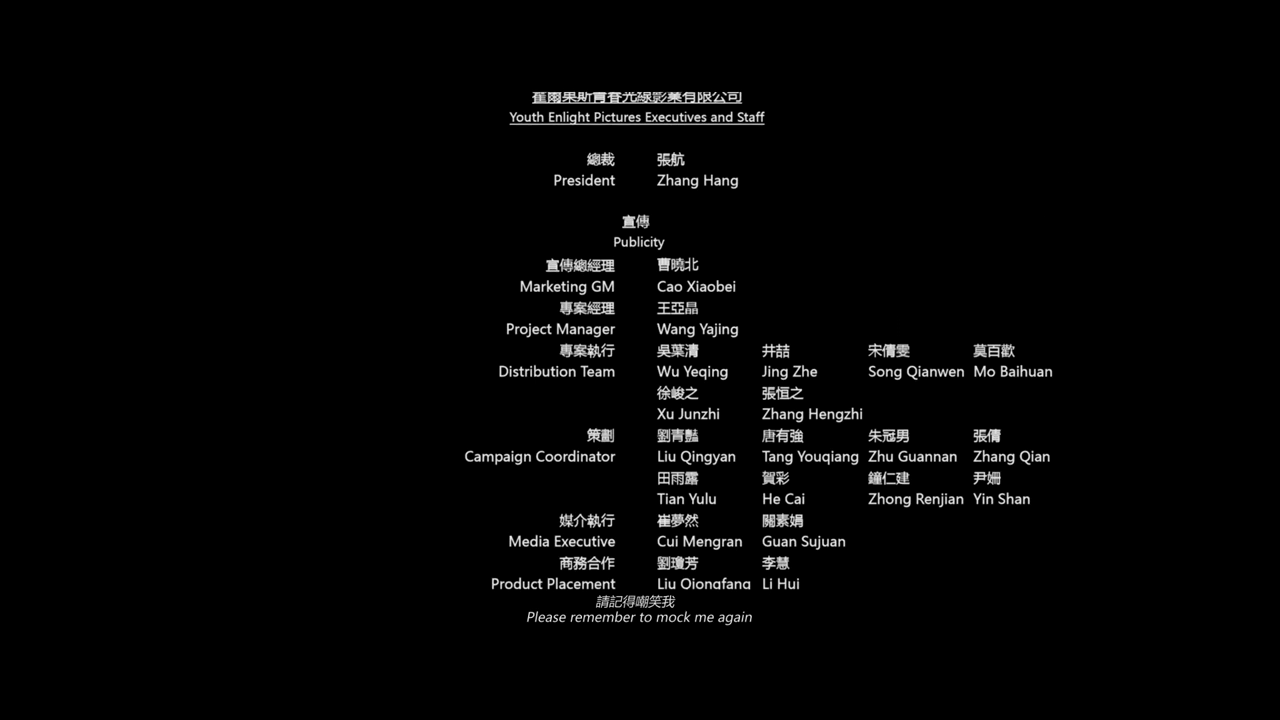 霍爾果斯青春光線影業有限公司
Youth Enlight Pictures Executives and Staff
總裁 張航
President Zhang Hang
宣傳
Publicity
宣傳總經理 曹曉北
Marketing GM Cao Xiaobei
專案經理 王亞晶
Project Manager Wang Yajing
專案執行 吳葉清 井喆 宋倩雯 莫百歡
Distribution Team Wu Yeqing Jing Zhe Song Qianwen Mo Baihuan
徐峻之 張恒之
Xu Junzhi Zhang Hengzhi
策劃 劉青豔 唐有強 朱冠男 張倩
Campaign Coordinator Liu Qingyan Tang Youqiang Zhu Guannan Zhang Qian
田雨露 賀彩 鐘仁建 尹姍
Tian Yulu He Cai Zhong Renjian Yin Shan
媒介執行 崔夢然 關素娟
Media Executive Cui Mengran Guan Sujuan
商務合作 劉瓊芳 李慧
Product Placement Liu Qiongfang Li Hui
請記得嘲笑我
Please remember to mock me again